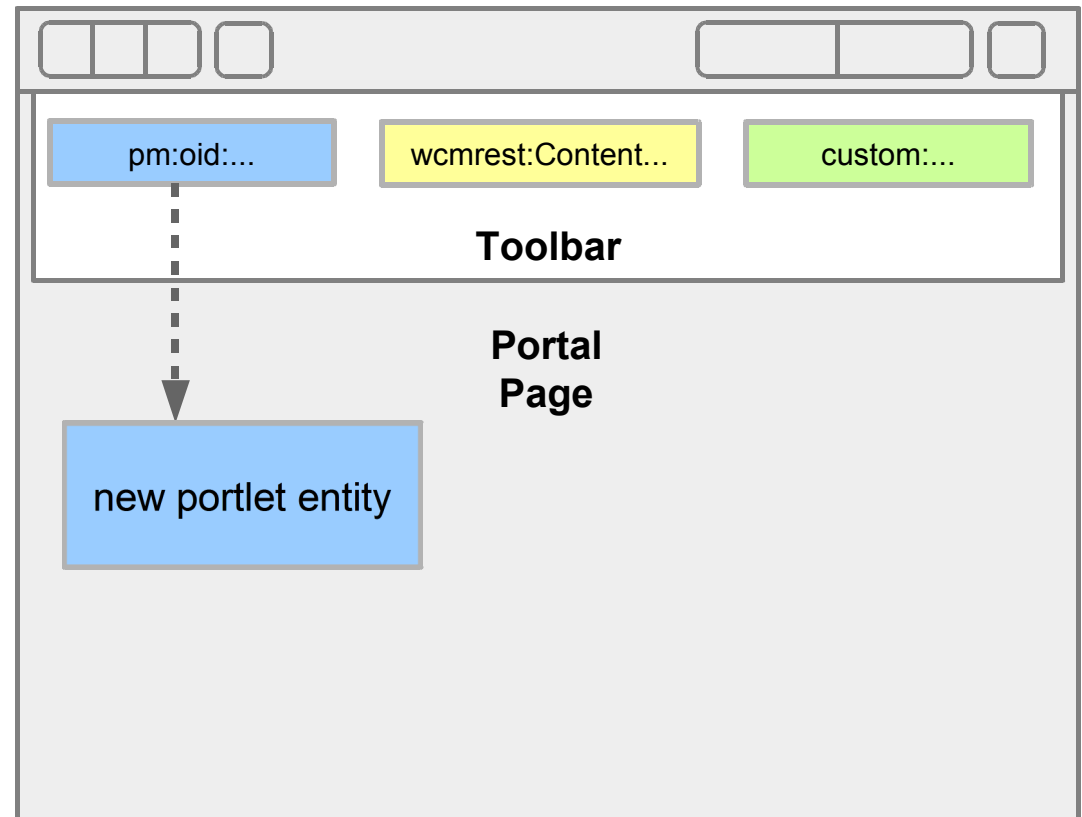 pm:oid:...
wcmrest:Content...
custom:...
Toolbar
Portal
Page
new portlet entity